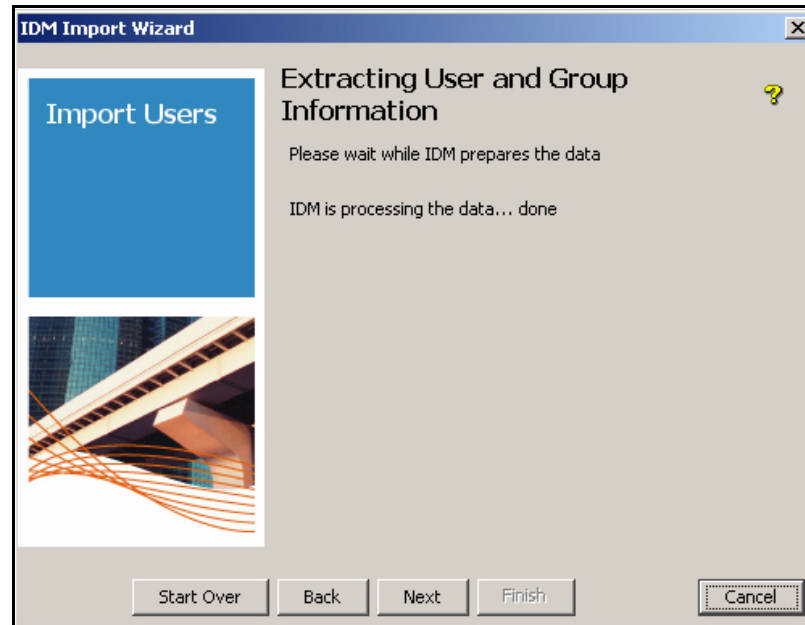 IDM Import Wizard
Import Users
Extracting User and Group
Information
Please wait while IDM prepares the data
IDM is processing the data... done
Start Over
Back
Next
Finish
Cancel